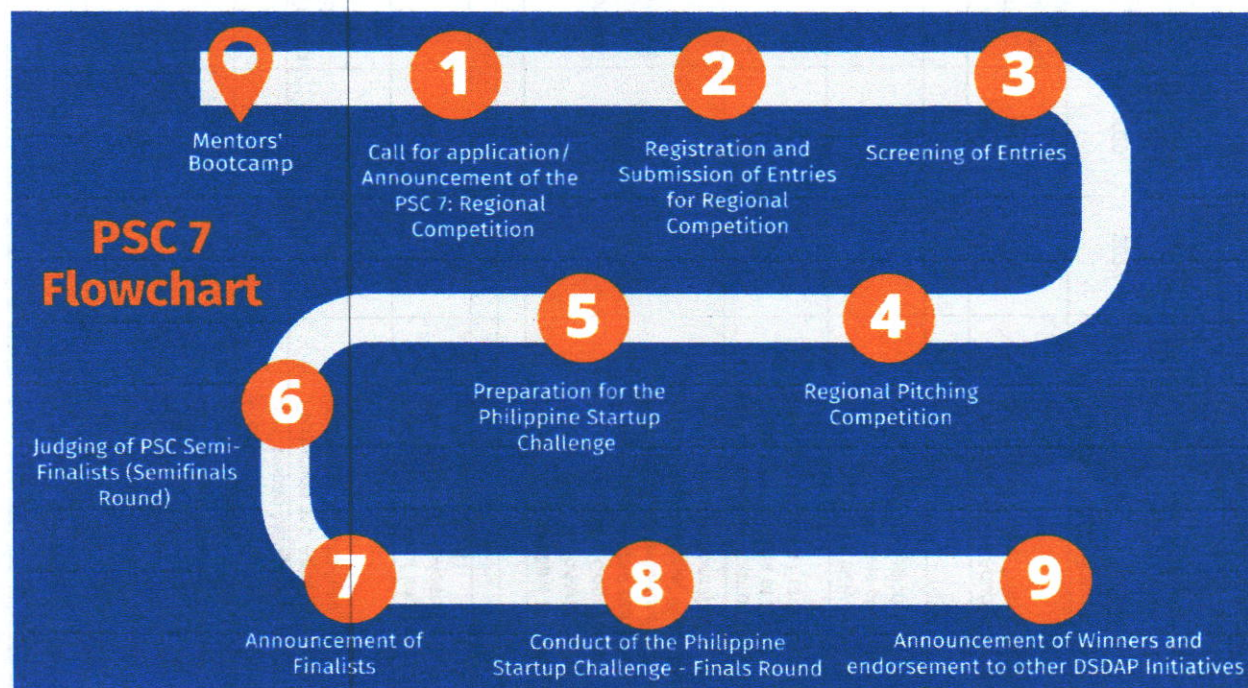 1
2
3
Mentors'
Bootcamp
Call for application/
Announcement of the
PSC 7: Regional
Competition
Registration and
Submission of Entries
for Regional
Competition
Screening of Entries
PSC 7
Flowchart
5
4
Preparation for the
Philippine Startup
Challenge
Regional Pitching
Competition
6
Judging of PSC Semi-
Finalists (Semifinals
Round)
7
8
9
Announcement of
Finalists
Conduct of the Philippine
Startup Challenge - Finals Round
Announcement of Winners and
endorsement to other DSDAP Initiatives